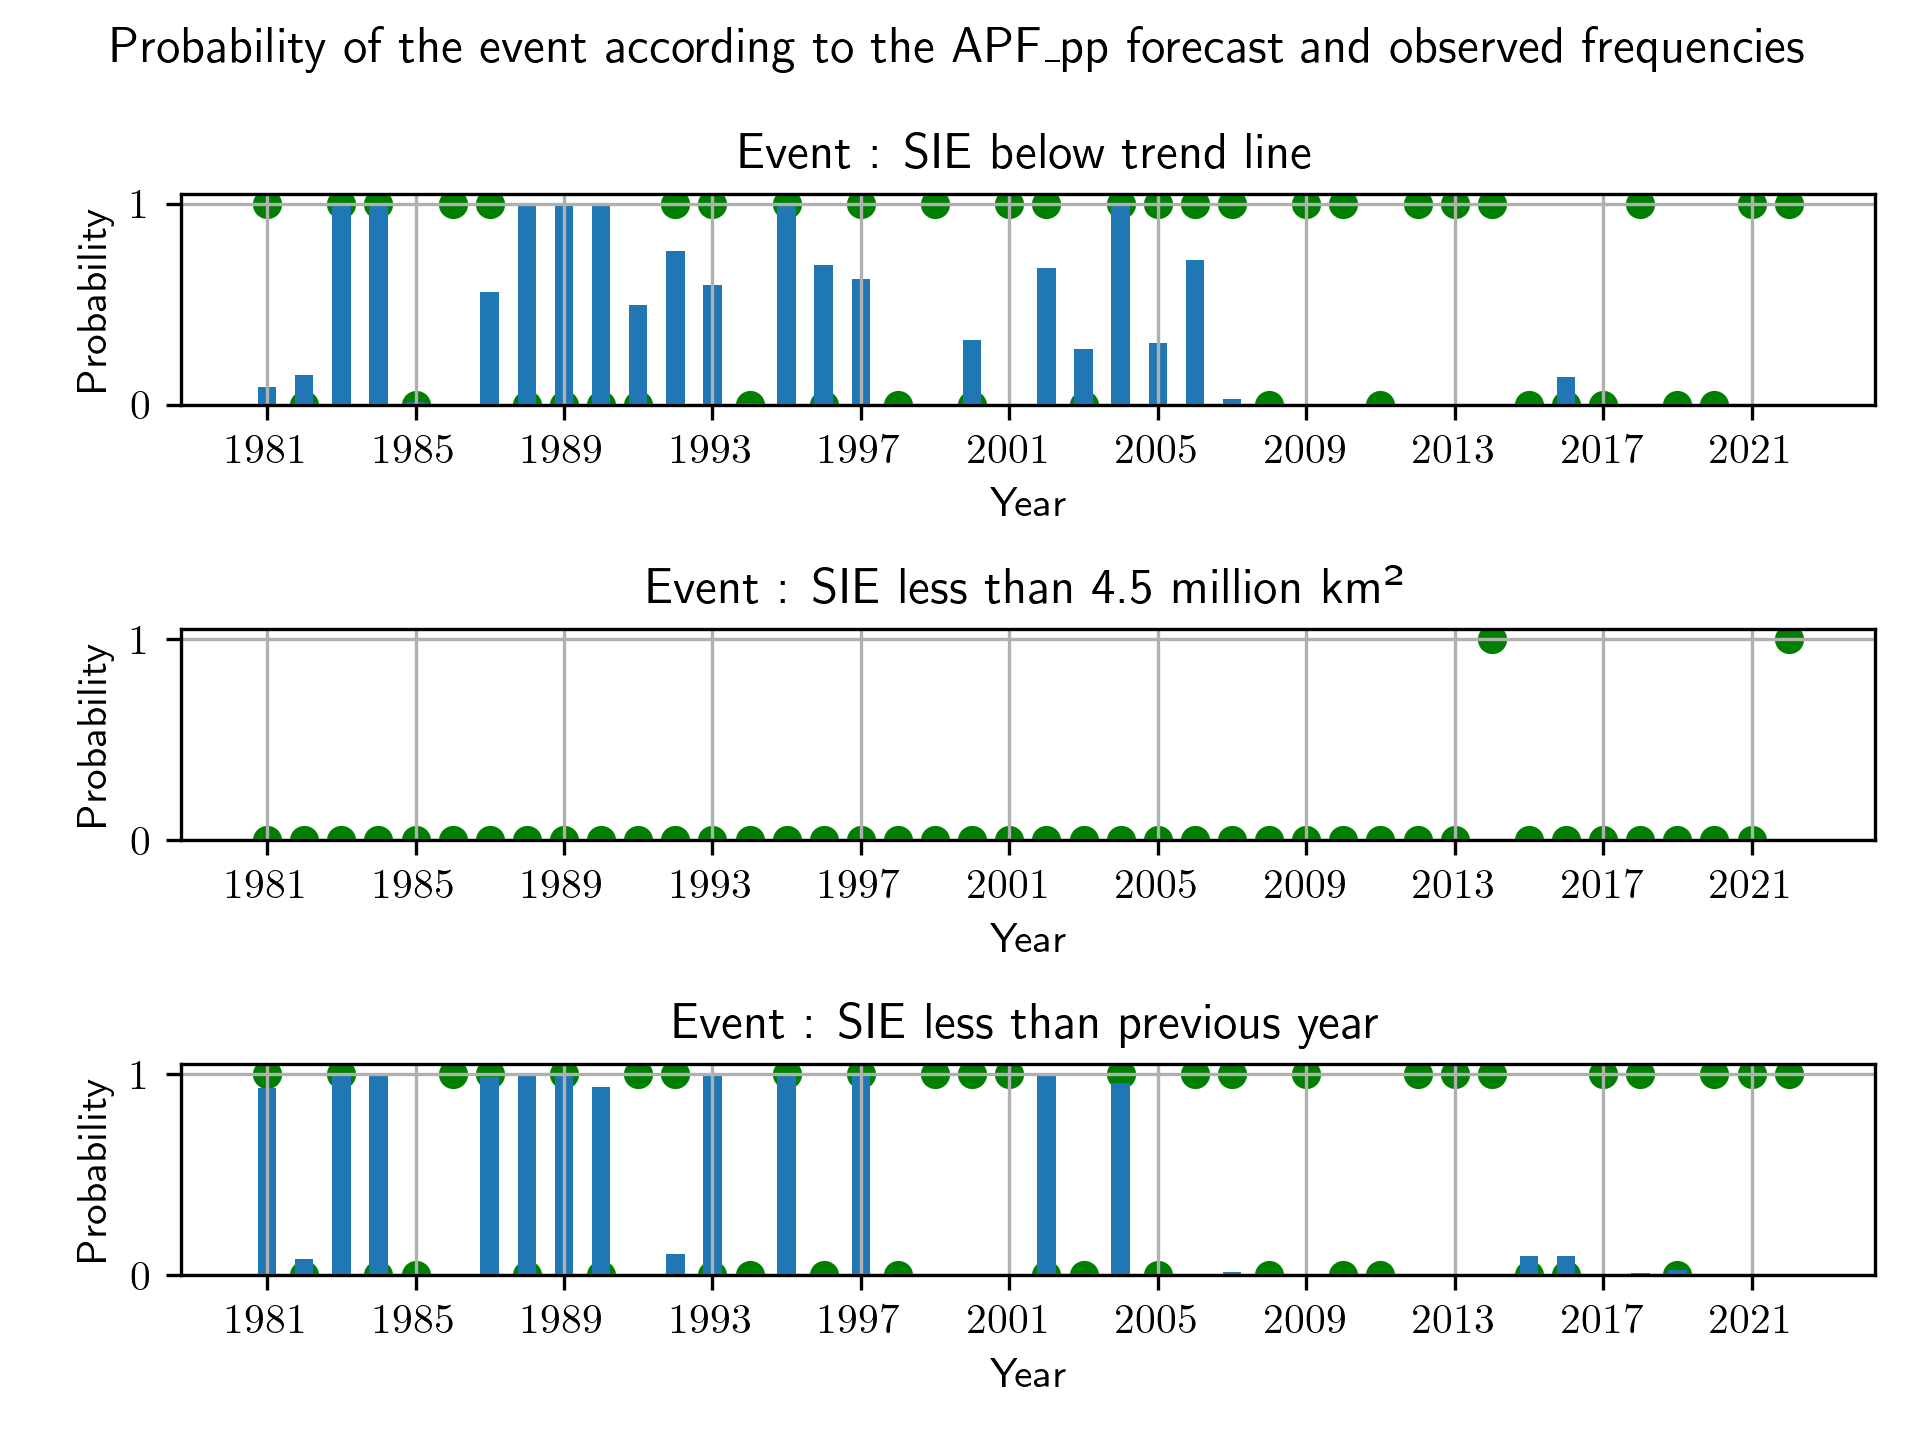 Probability of the event according to the APF_pp forecast and observed frequencies
Event : SIE below trend line
Probability
1
0
1981 1985 1989 1993 1997 2001 2005 2009 2013 2017 2021
Year
Event : SIE less than 4.5 million km²
Probability
1
0
1981 1985 1989 1993 1997 2001 2005 2009 2013 2017 2021
Year
Event : SIE less than previous year
Probability
1
0
1981 1985 1989 1993 1997 2001 2005 2009 2013 2017 2021
Year